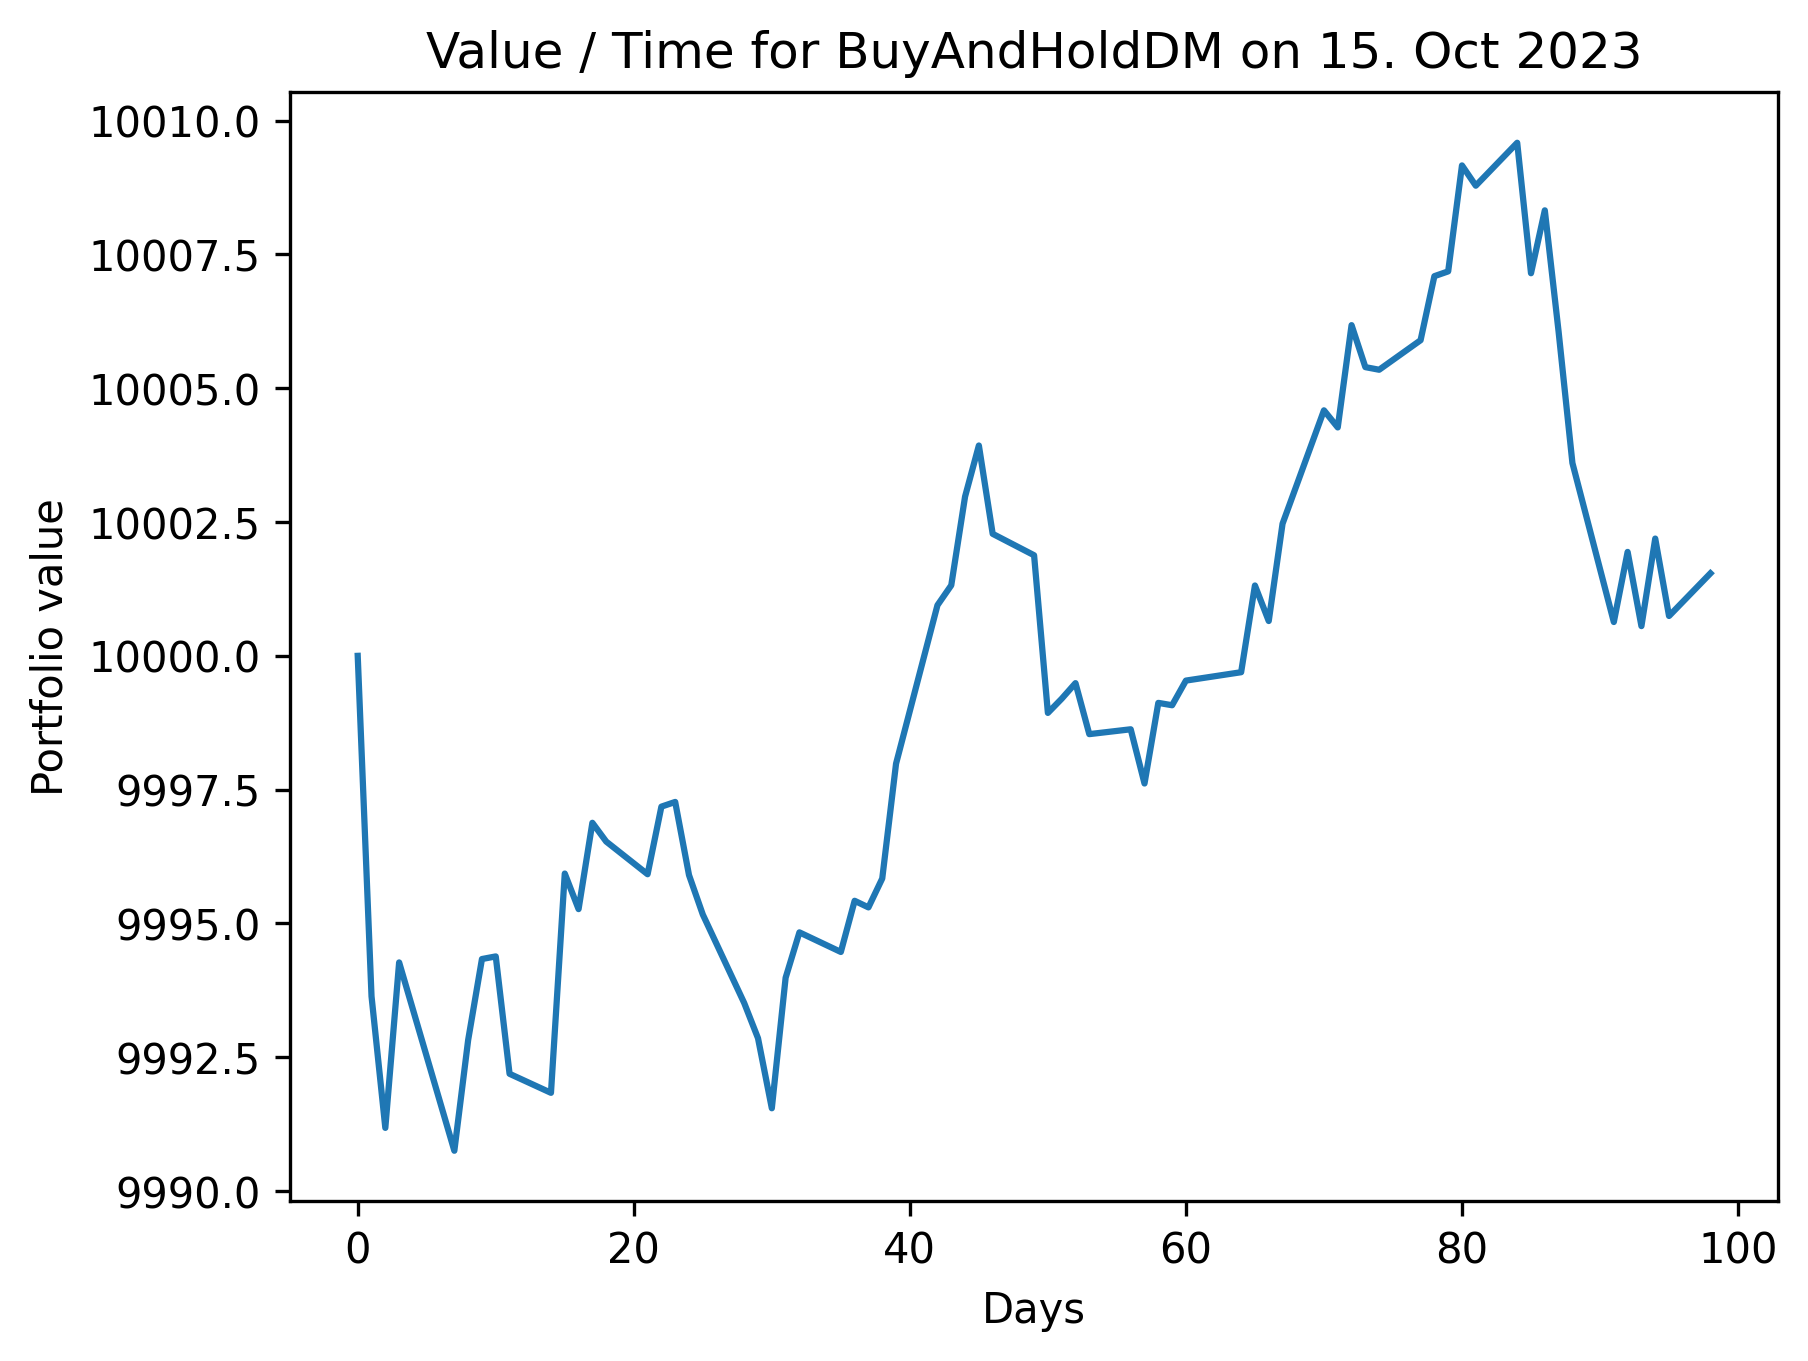 Value / Time for BuyAndHoldDM on 15. Oct 2023
10010.0
10007.5
10005.0
10002.5
10000.0
9997.5
9995.0
9992.5
9990.0
Portfolio value
0 20 40 60 80 100
Days